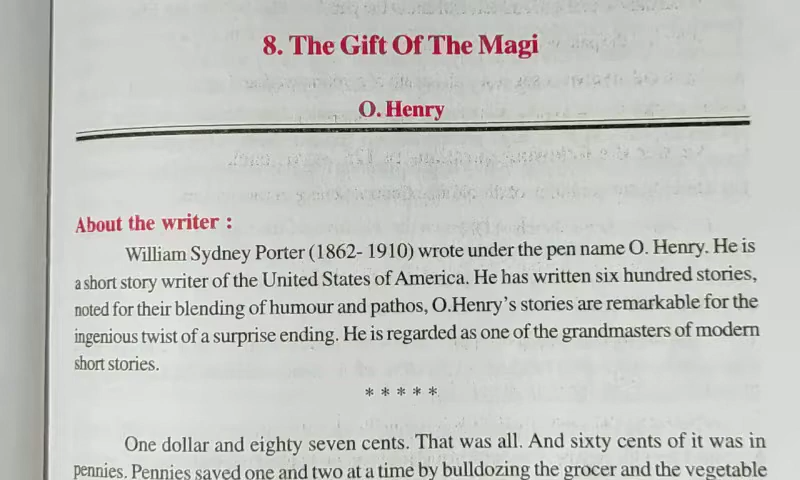 8. The Gift Of The Magi
O. Henry
About the writer :
William Sydney Porter (1862- 1910) wrote under the pen name O. Henry. He is
a short story writer of the United States of America. He has written six hundred stories,
noted for their blending of humour and pathos, O.Henry's stories are remarkable for the
ingenious twist of a surprise ending. He is regarded as one of the grandmasters of modern
short stories.
* * * * *
One dollar and eighty seven cents. That was all. And sixty cents of it was in
pennies. Pennies saved one and two at a time by bulldozing the grocer and the vegetable